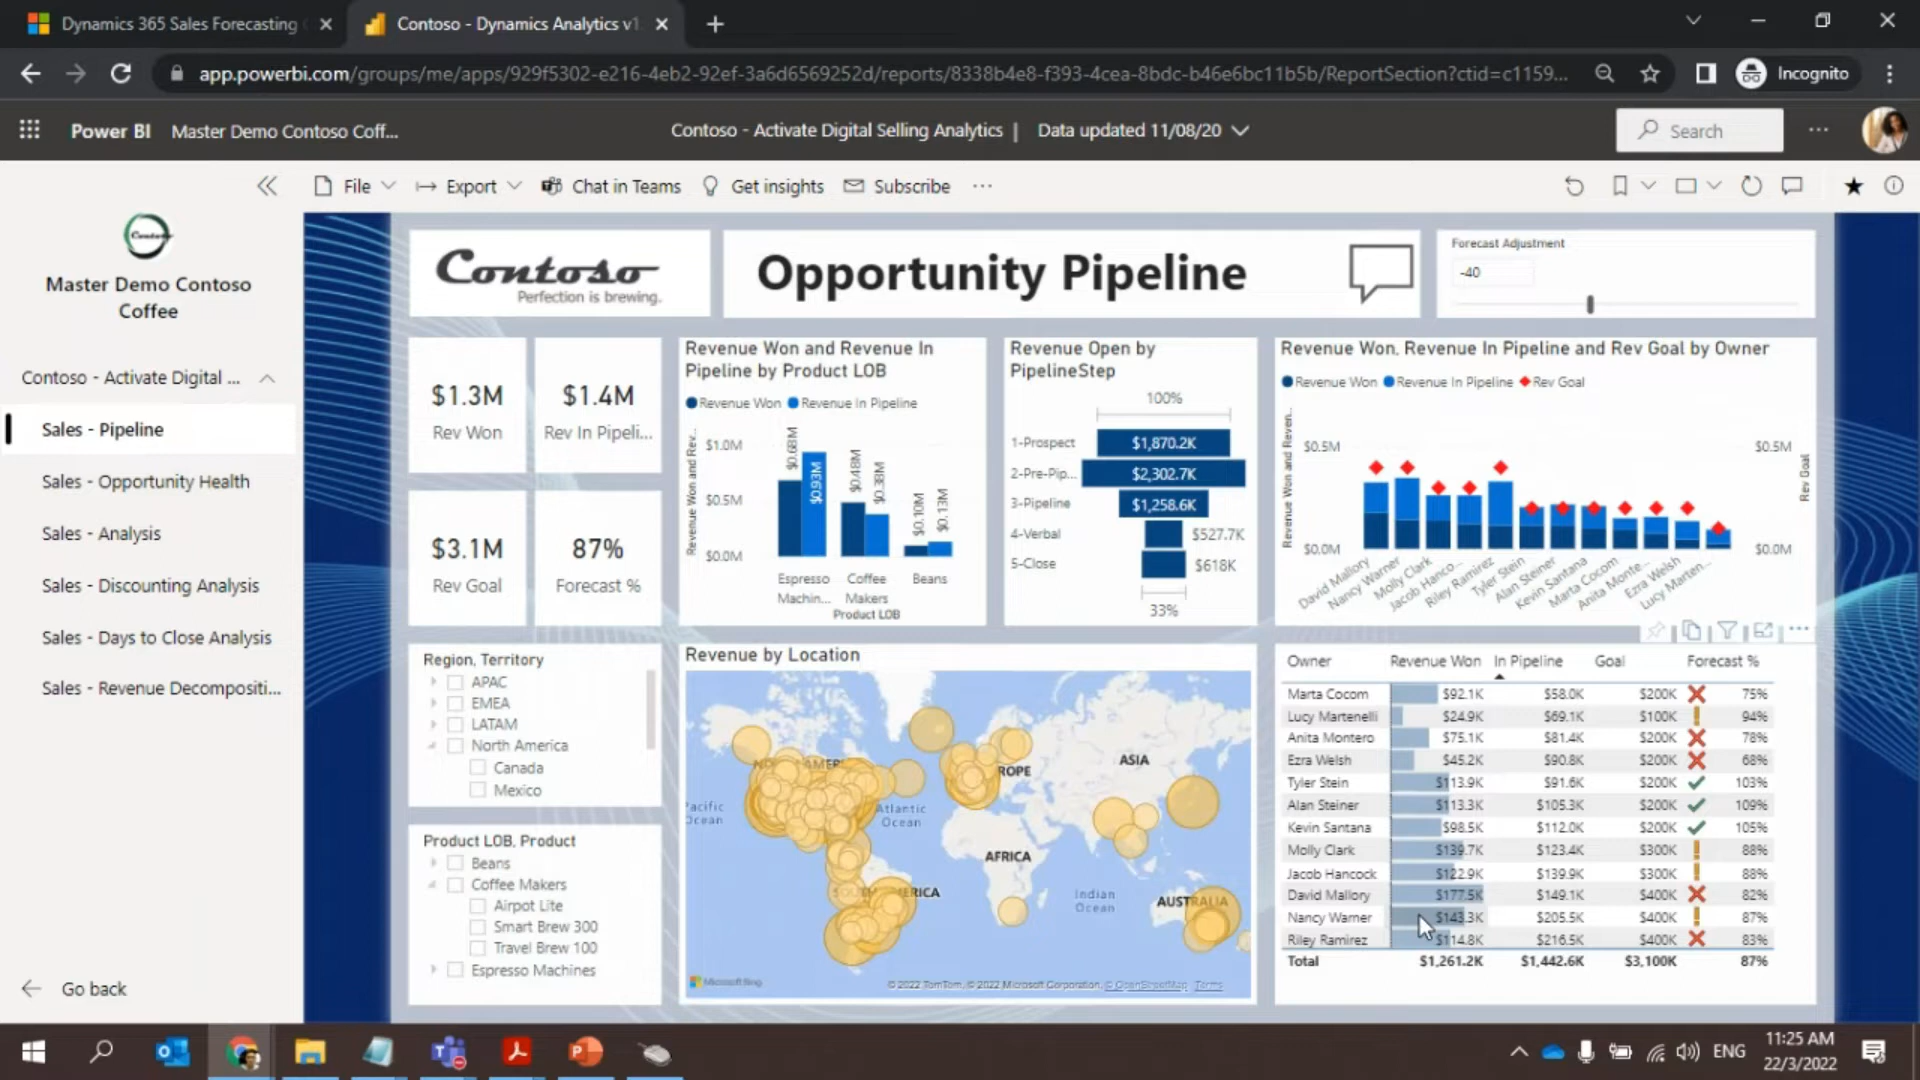 Dynamics 365 Sales Forecasting
Contoso - Dynamics Analytics v1
app.powerbi.com/groups/me/apps/929f5302-e216-4eb2-92ef-3a6d6569252d/reports/8338b4e8-f393-4cea-8bdc-b46e6bc11b5b/ReportSection?ctid=c1159...
Incognito
Power BI Master Demo Contoso Coff...
Contoso - Activate Digital Selling Analytics | Data updated 11/08/20
Search
File Export Chat in Teams Get insights Subscribe
Contoso
Master Demo Contoso
Coffee
Contoso - Activate Digital ...
Sales - Pipeline
Sales - Opportunity Health
Sales - Analysis
Sales - Discounting Analysis
Sales - Days to Close Analysis
Sales - Revenue Decompositi...
Go back
Contoso
Perfection is brewing.
Opportunity Pipeline
Forecast Adjustment
-40
$1.3M
Rev Won
$1.4M
Rev In Pipeli...
$3.1M
Rev Goal
87%
Forecast %
Revenue Won and Revenue In
Pipeline by Product LOB
Revenue Won Revenue In Pipeline
Revenue Won and Rev...
$1.0M
$0.5M
$0.0M
$0.68M
$0.93M
$0.48M
$0.38M
$0.10M
$0.13M
Espresso
Machin...
Coffee
Makers
Beans
Product LOB
Revenue Open by
PipelineStep
100%
1-Prospect $1,870.2K
2-Pre-Pip... $2,302.7K
3-Pipeline $1,258.6K
4-Verbal $527.7K
5-Close $618K
33%
Revenue Won, Revenue In Pipeline and Rev Goal by Owner
Revenue Won Revenue In Pipeline Rev Goal
Revenue Won and Reven...
$0.5M
$0.0M
$0.5M
$0.0M
Rev Goal
David Mallory
Nancy Warner
Molly Clark
Jacob Hanco...
Riley Ramirez
Tyler Stein
Alan Steiner
Kevin Santana
Marta Cocom
Anita Monte...
Ezra Welsh
Lucy Marten...
Region, Territory
APAC
EMEA
LATAM
North America
Canada
Mexico
Product LOB, Product
Beans
Coffee Makers
Airpot Lite
Smart Brew 300
Travel Brew 100
Espresso Machines
Revenue by Location
ASIA
Pacific
Ocean
Atlantic
Ocean
AFRICA
Indian
Ocean
AUSTRALIA
Microsoft Bing
© 2022 TomTom, © 2022 Microsoft Corporation, © OpenStreetMap Terms
Owner Revenue Won In Pipeline Goal Forecast %
Marta Cocom $92.1K $58.0K $200K 75%
Lucy Martenelli $24.9K $69.1K $100K 94%
Anita Montero $75.1K $81.4K $200K 78%
Ezra Welsh $45.2K $90.8K $200K 68%
Tyler Stein $113.9K $91.6K $200K 103%
Alan Steiner $113.3K $105.3K $200K 109%
Kevin Santana $98.5K $112.0K $200K 105%
Molly Clark $139.7K $123.4K $300K 88%
Jacob Hancock $122.9K $139.9K $300K 88%
David Mallory $177.5K $149.1K $400K 82%
Nancy Warner $143.3K $205.5K $400K 87%
Riley Ramirez $114.8K $216.5K $400K 83%
Total $1,261.2K $1,442.6K $3,100K 87%
ENG
11:25 AM
22/3/2022